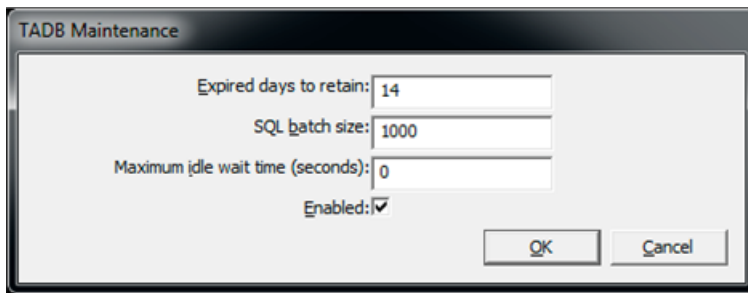 TADB Maintenance
Expired days to retain: 14
SQL batch size: 1000
Maximum idle wait time (seconds): 0
Enabled:
OK Cancel